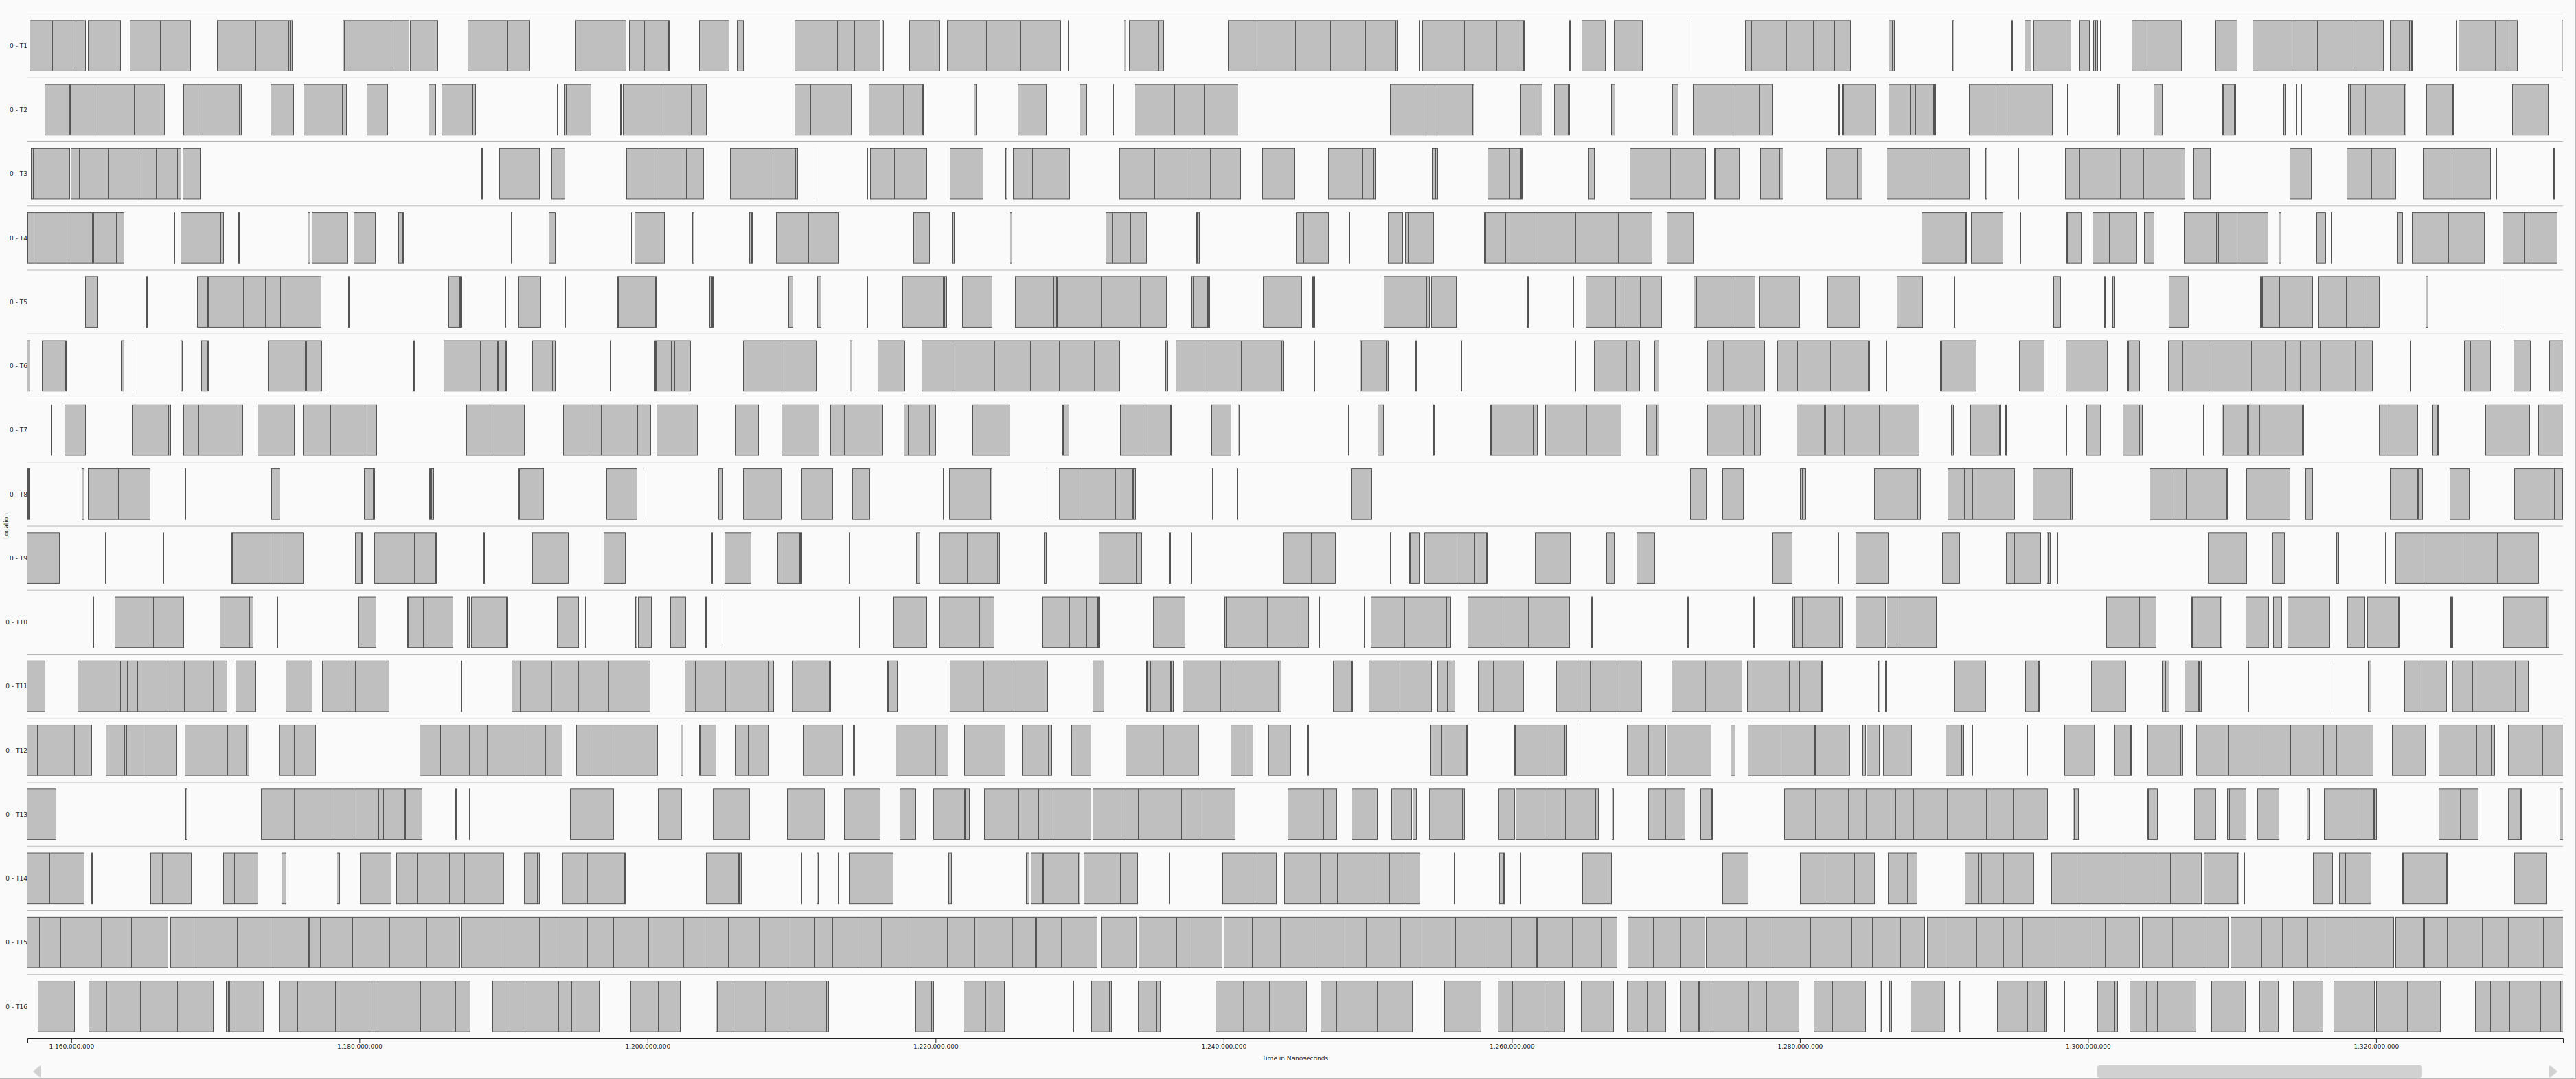 0 - T1
0 - T2
0 - T3
0 - T4
0 - T5
0 - T6
0 - T7
0 - T8
Location
0 - T9
0 - T10
0 - T11
0 - T12
0 - T13
0 - T14
0 - T15
0 - T16
1,160,000,000 1,180,000,000 1,200,000,000 1,220,000,000 1,240,000,000 1,260,000,000 1,280,000,000 1,300,000,000 1,320,000,000
Time in Nanoseconds